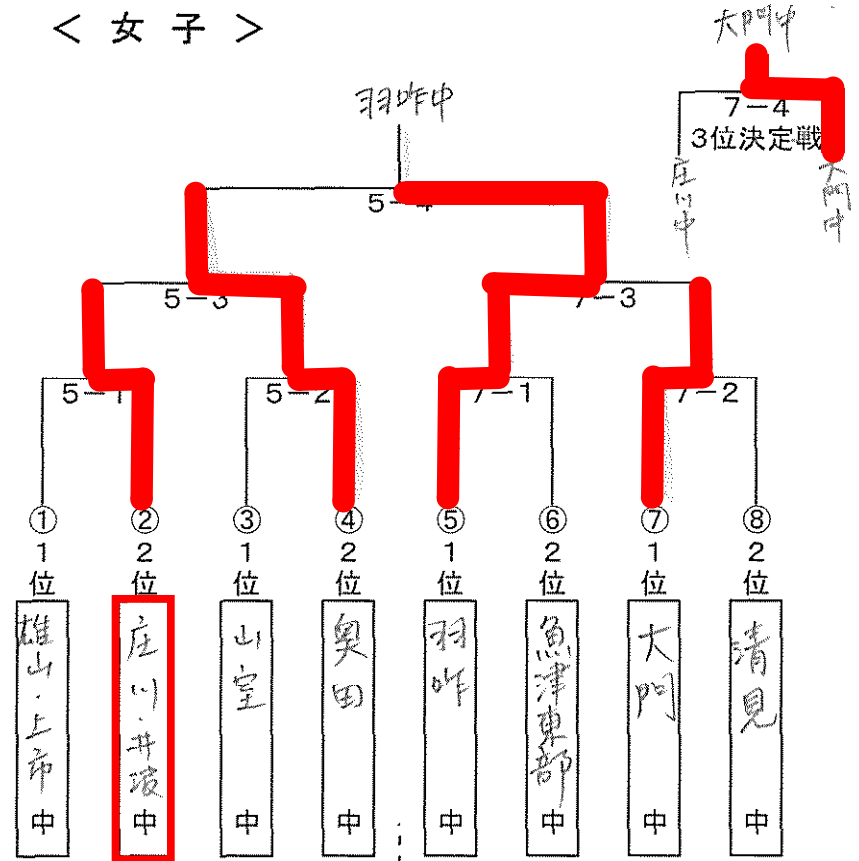 ＜ 女 子 ＞
大門中
羽咋中
7－4
3位決定戦
庄川中
大門中
5－4
5－3
7－3
5－1
5－2
7－1
7－2
① ② ③ ④ ⑤ ⑥ ⑦ ⑧
1位 2位 1位 2位 1位 2位 1位 2位
雄山・上市 中
庄川・井波 中
山室 中
奥田 中
羽咋 中
魚津東部 中
大門 中
清見 中